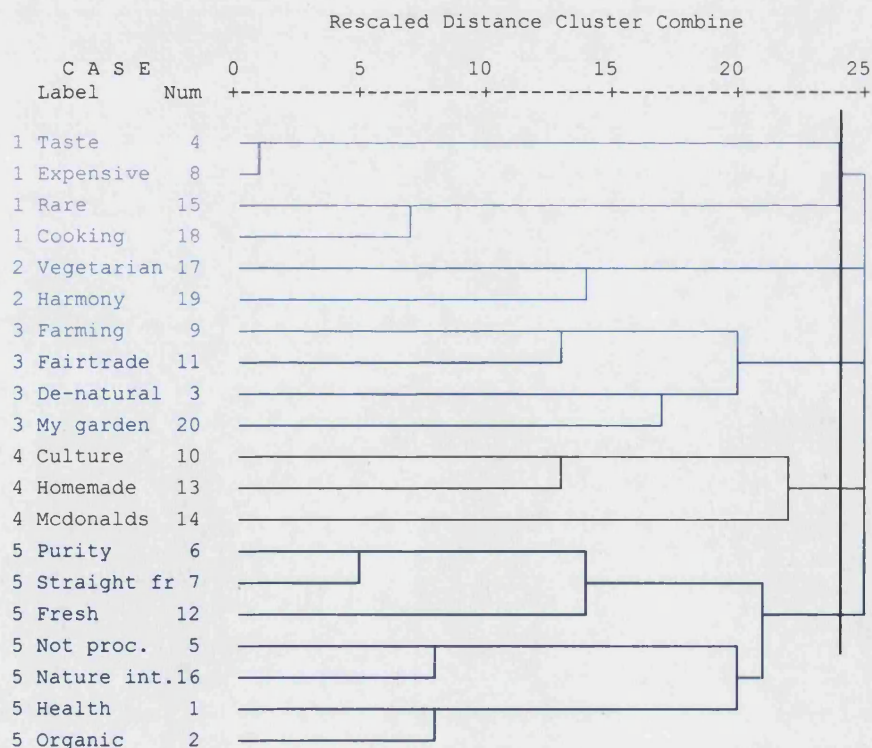 Rescaled Distance Cluster Combine
C A S E 0 5 10 15 20 25
Label Num +---------+---------+---------+---------+---------+
1 Taste 4
1 Expensive 8
1 Rare 15
1 Cooking 18
2 Vegetarian 17
2 Harmony 19
3 Farming 9
3 Fairtrade 11
3 De-natural 3
3 My garden 20
4 Culture 10
4 Homemade 13
4 Mcdonalds 14
5 Purity 6
5 Straight fr 7
5 Fresh 12
5 Not proc. 5
5 Nature int. 16
5 Health 1
5 Organic 2